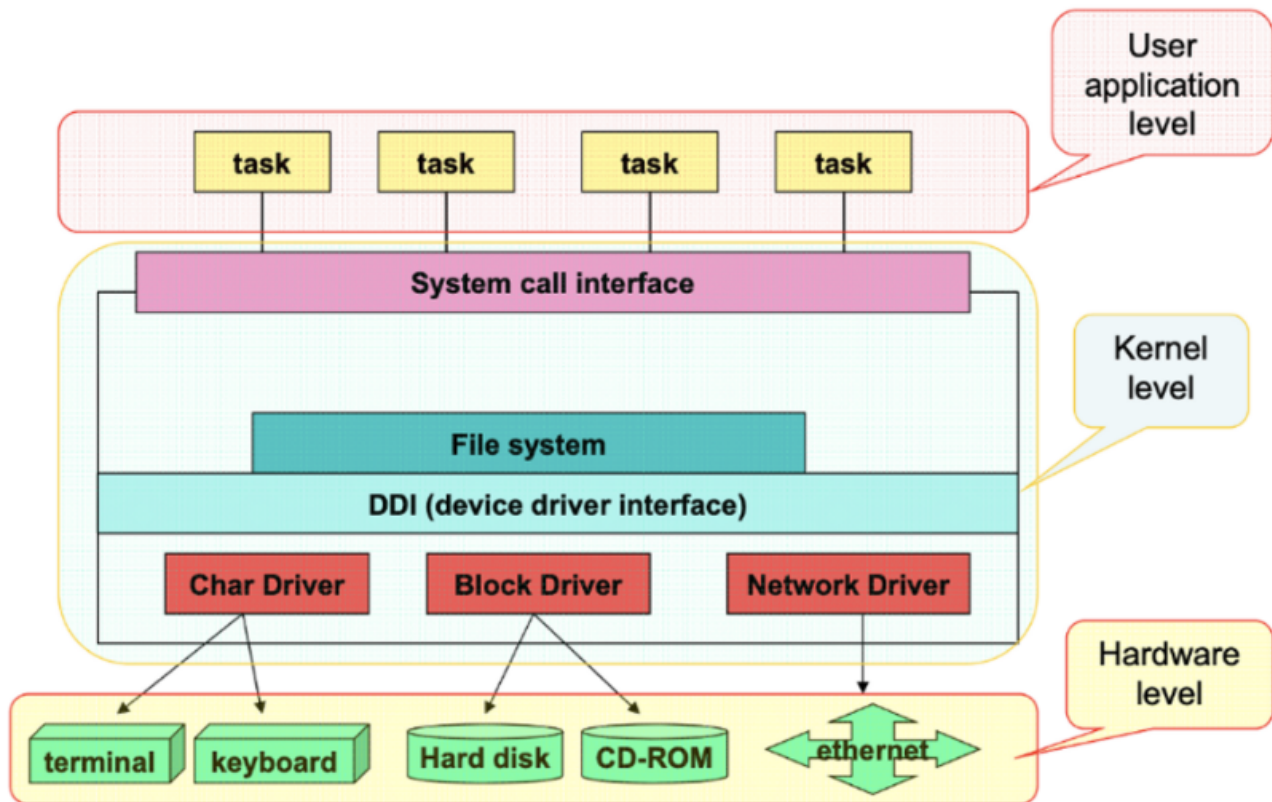 User
application
level
task
task
task
task
System call interface
Kernel
level
File system
DDI (device driver interface)
Char Driver
Block Driver
Network Driver
Hardware
level
terminal
keyboard
Hard disk
CD-ROM
ethernet